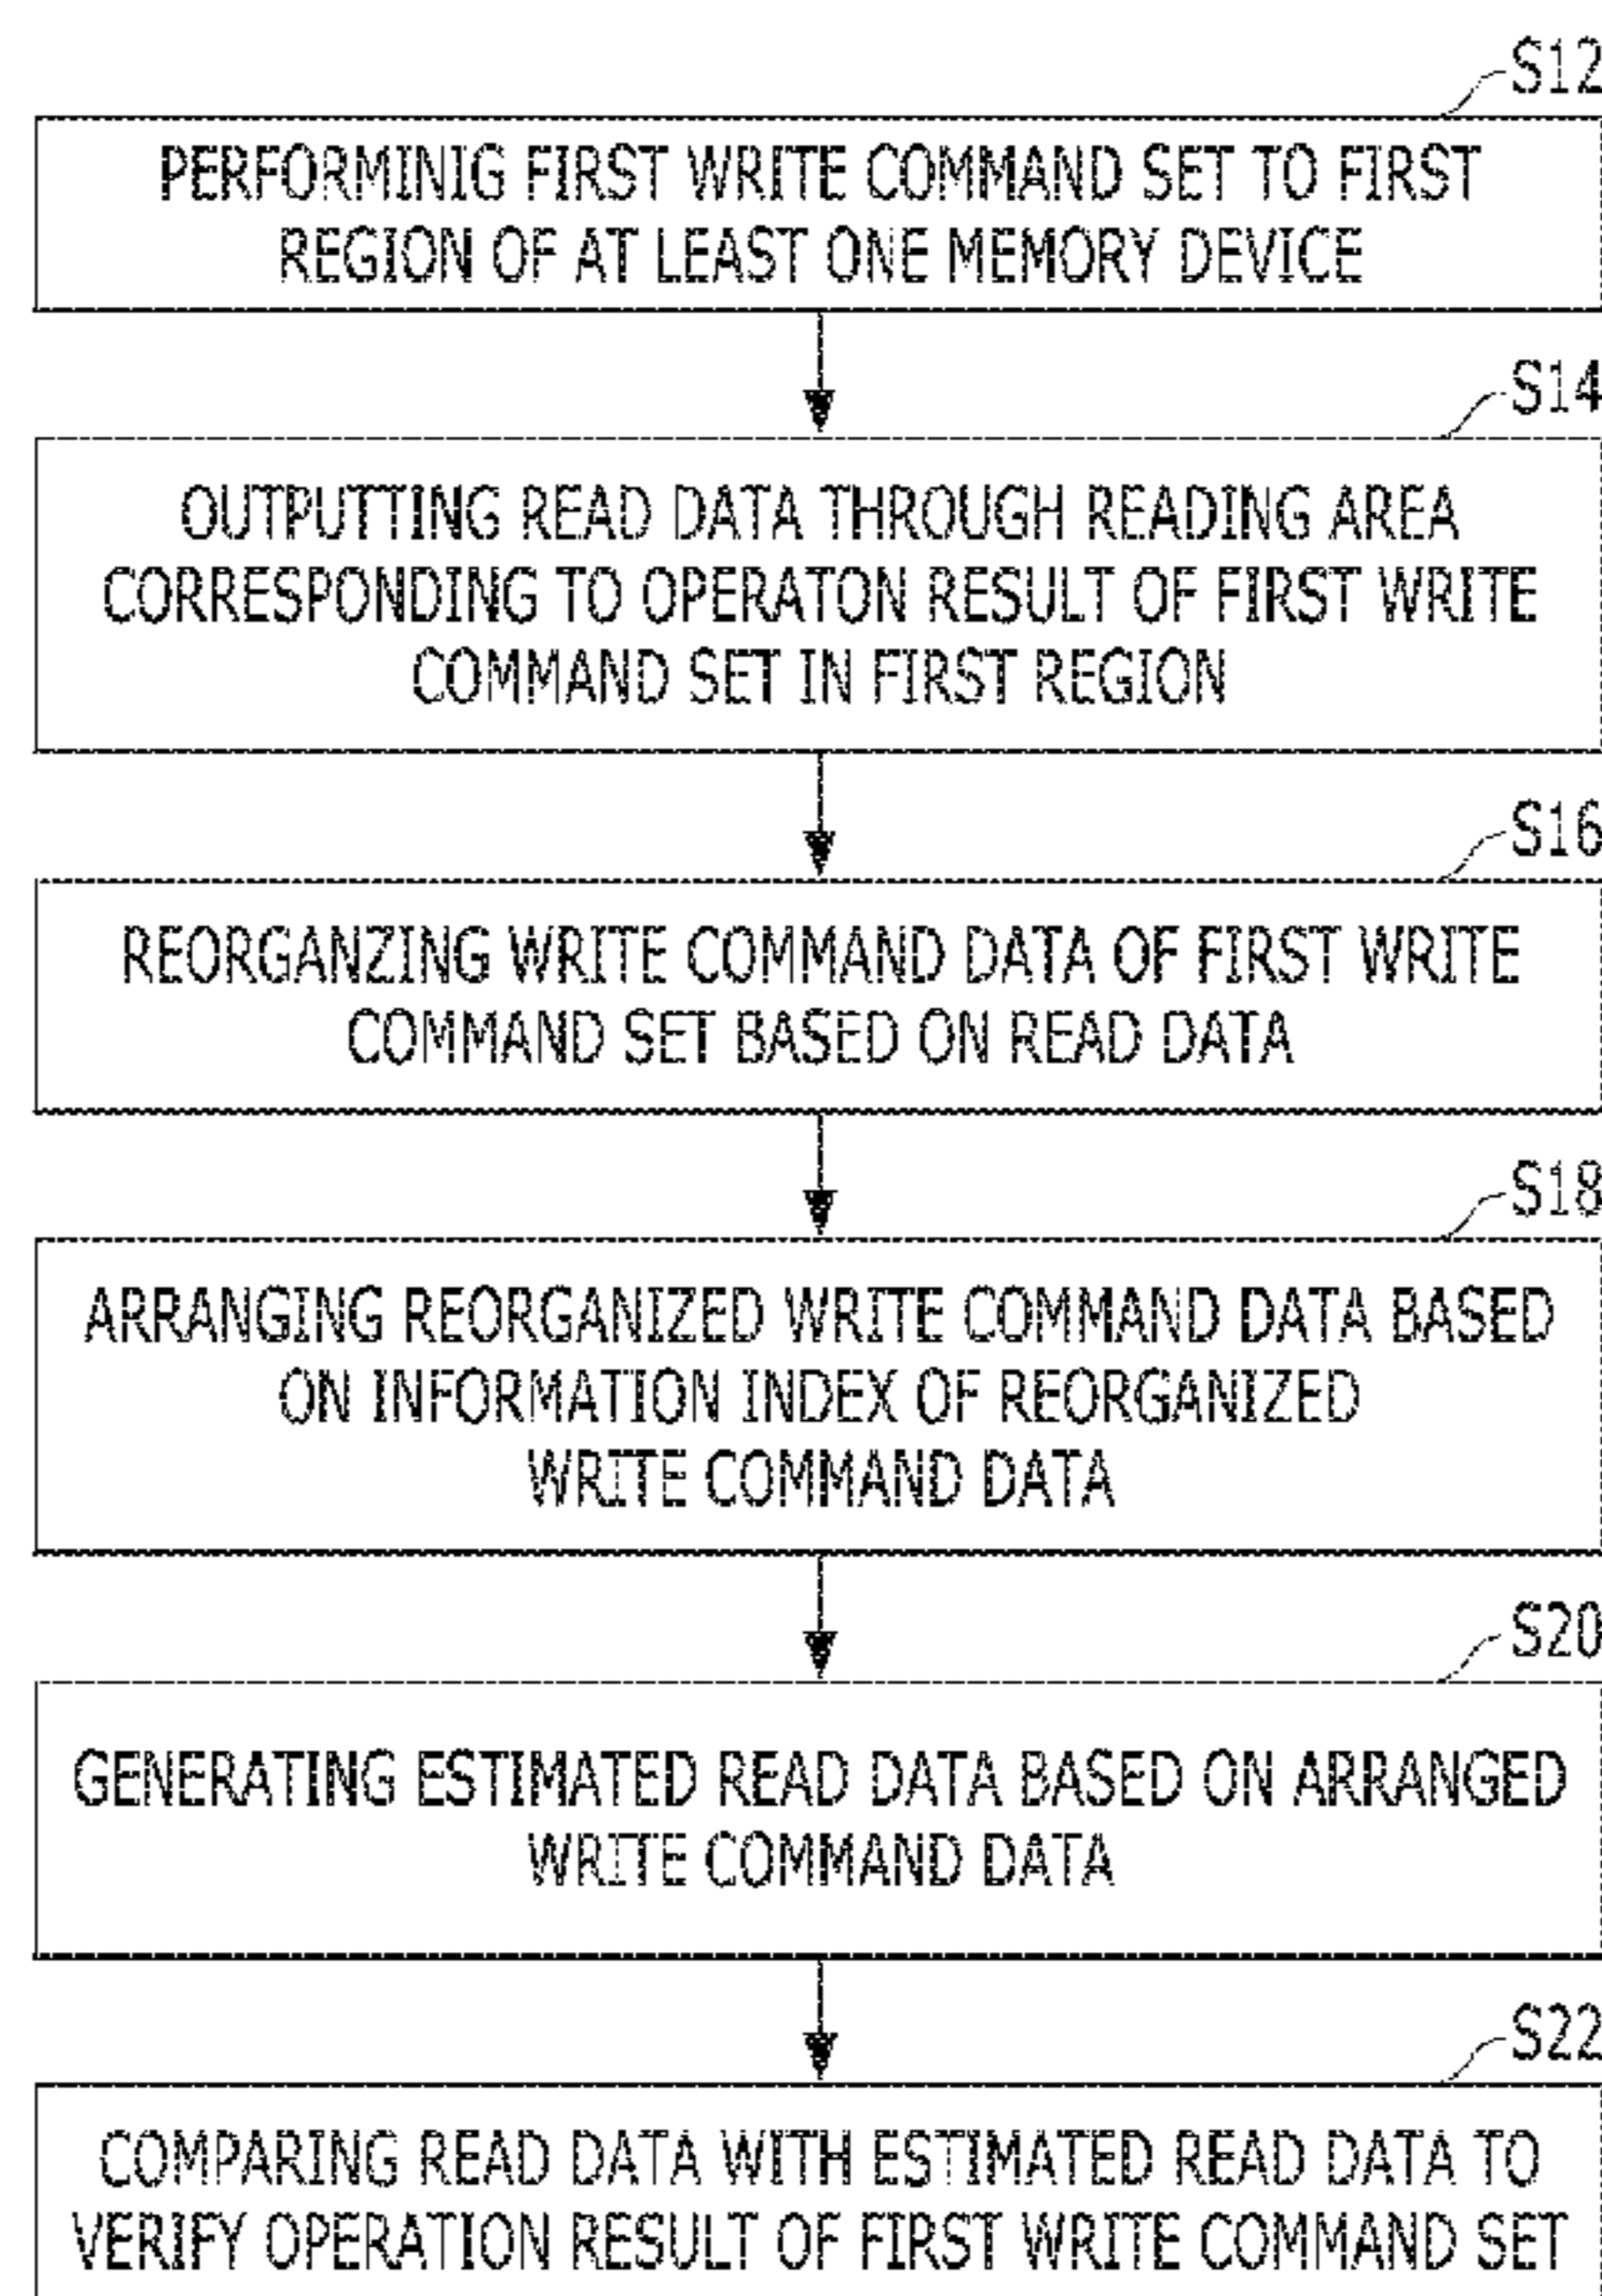 S12
PERFORMINIG FIRST WRITE COMMAND SET TO FIRST
REGION OF AT LEAST ONE MEMORY DEVICE
S14
OUTPUTTING READ DATA THROUGH READING AREA
CORRESPONDING TO OPERATON RESULT OF FIRST WRITE
COMMAND SET IN FIRST REGION
S16
REORGANZING WRITE COMMAND DATA OF FIRST WRITE
COMMAND SET BASED ON READ DATA
S18
ARRANGING REORGANIZED WRITE COMMAND DATA BASED
ON INFORMATION INDEX OF REORGANIZED
WRITE COMMAND DATA
S20
GENERATING ESTIMATED READ DATA BASED ON ARRANGED
WRITE COMMAND DATA
S22
COMPARING READ DATA WITH ESTIMATED READ DATA TO
VERIFY OPERATION RESULT OF FIRST WRITE COMMAND SET